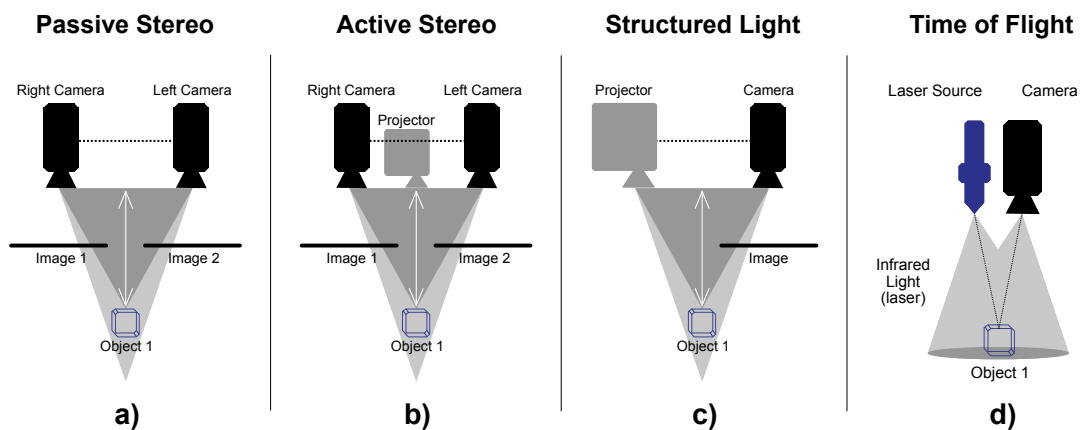 Passive Stereo
Right Camera
Left Camera
Image 1
Image 2
Object 1
a)
Active Stereo
Right Camera
Left Camera
Projector
Image 1
Image 2
Object 1
b)
Structured Light
Projector
Camera
Image
Object 1
c)
Time of Flight
Laser Source
Camera
Infrared
Light
(laser)
Object 1
d)